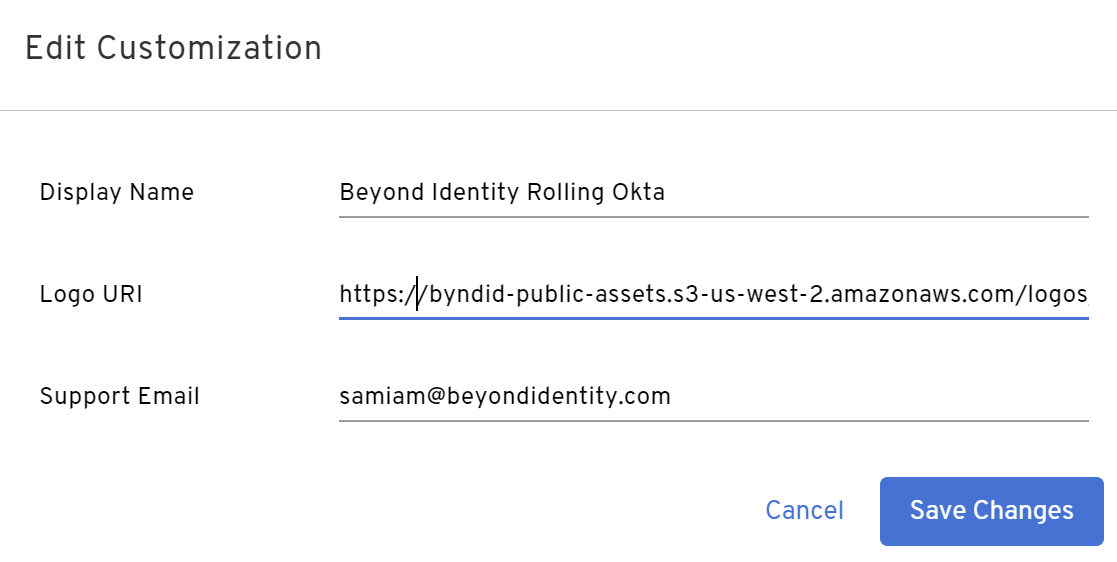 Edit Customization
Display Name Beyond Identity Rolling Okta
Logo URI https://byndid-public-assets.s3-us-west-2.amazonaws.com/logos
Support Email samiam@beyondidentity.com
Cancel Save Changes